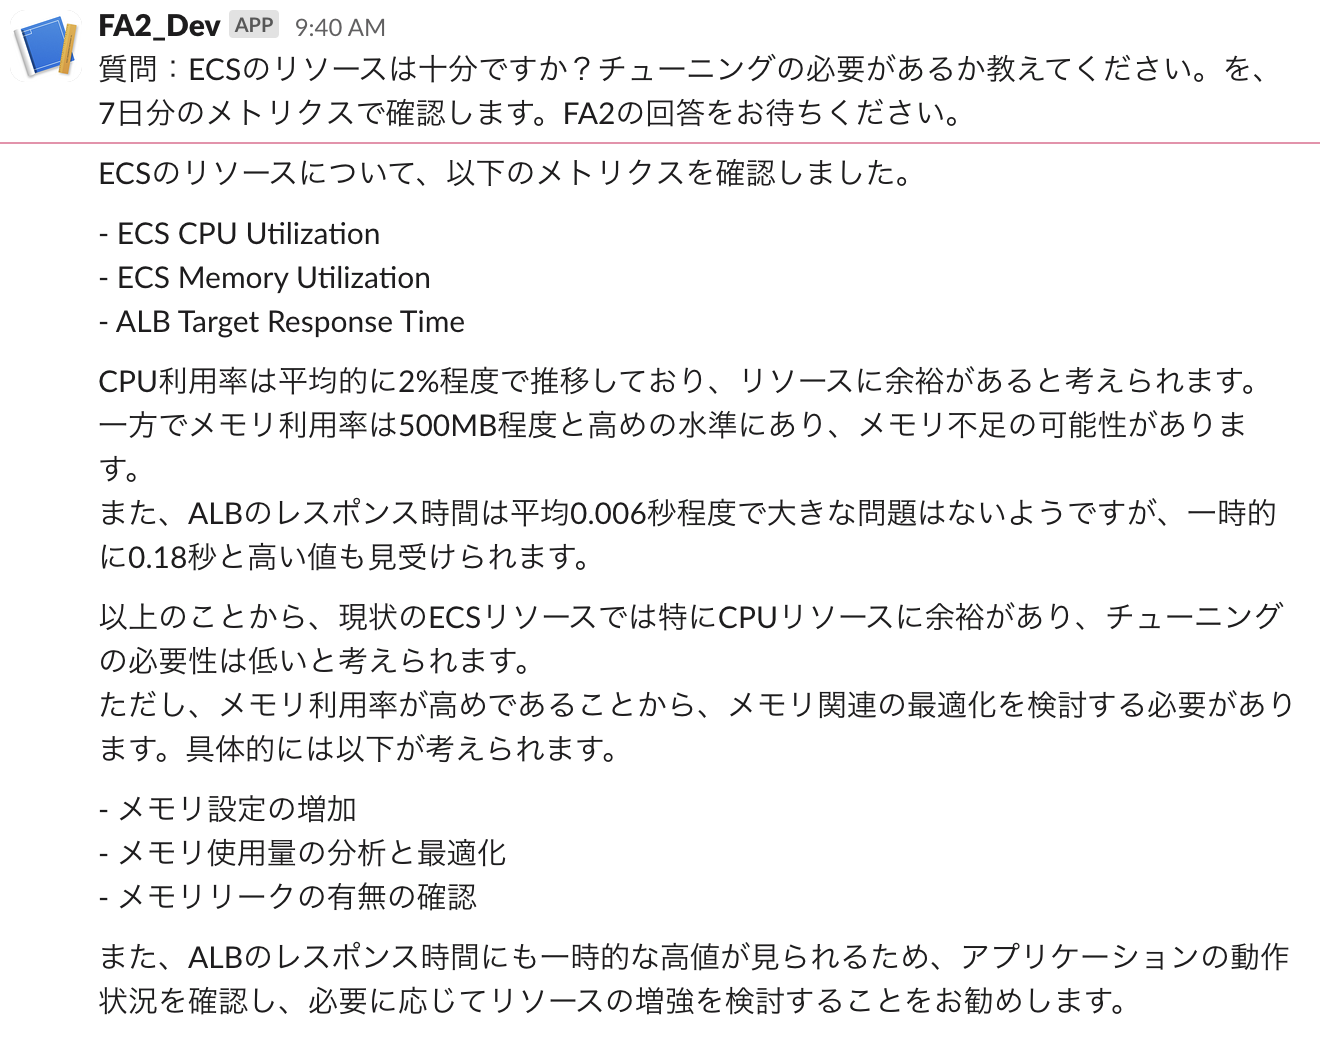 FA2_Dev APP 9:40 AM
質問：ECSのリソースは十分ですか？チューニングの必要があるか教えてください。を、
7日分のメトリクスで確認します。FA2の回答をお待ちください。
ECSのリソースについて、以下のメトリクスを確認しました。
- ECS CPU Utilization
- ECS Memory Utilization
- ALB Target Response Time
CPU利用率は平均的に2%程度で推移しており、リソースに余裕があると考えられます。
一方でメモリ利用率は500MB程度と高めの水準にあり、メモリ不足の可能性がありま
す。
また、ALBのレスポンス時間は平均0.006秒程度で大きな問題はないようですが、一時的
に0.18秒と高い値も見受けられます。
以上のことから、現状のECSリソースでは特にCPUリソースに余裕があり、チューニング
の必要性は低いと考えられます。
ただし、メモリ利用率が高めであることから、メモリ関連の最適化を検討する必要があり
ます。具体的には以下が考えられます。
- メモリ設定の増加
- メモリ使用量の分析と最適化
- メモリリークの有無の確認
また、ALBのレスポンス時間にも一時的な高値が見られるため、アプリケーションの動作
状況を確認し、必要に応じてリソースの増強を検討することをお勧めします。